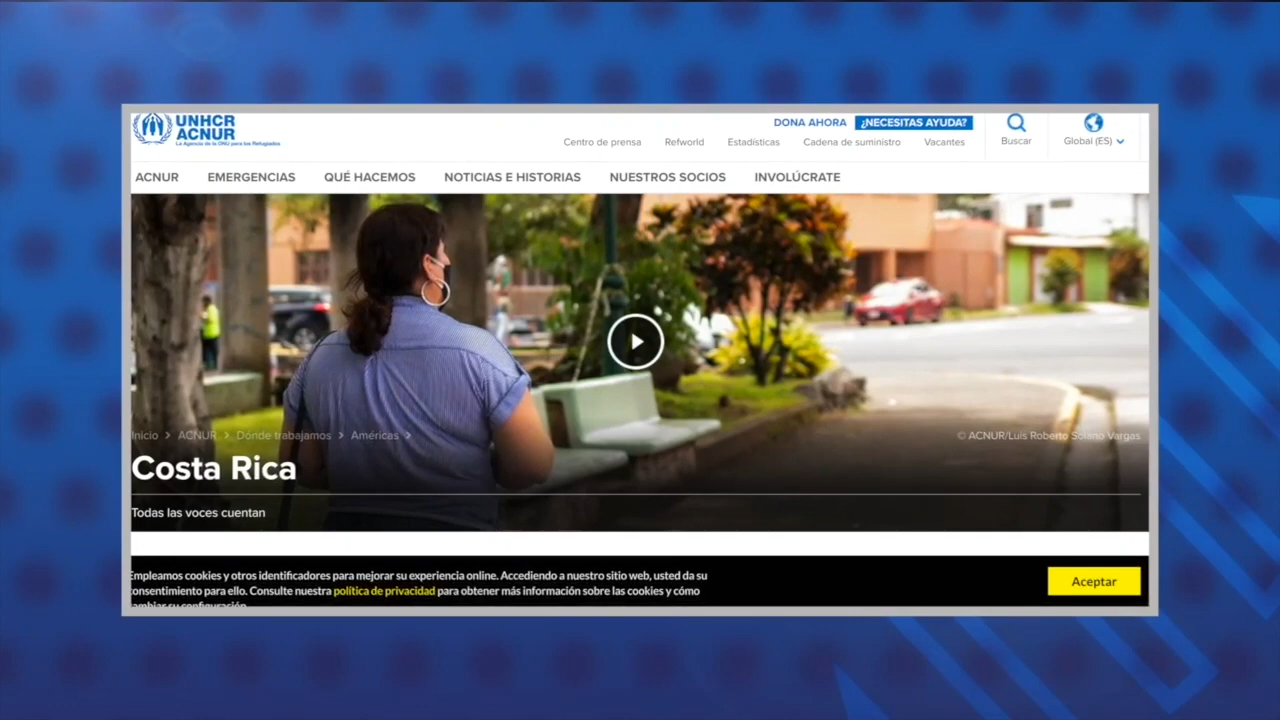 UNHCR
ACNUR
La Agencia de la ONU para los Refugiados
DONA AHORA ¿NECESITAS AYUDA?
Centro de prensa Refworld Estadísticas Cadena de suministro Vacantes
Buscar
Global (ES)
ACNUR EMERGENCIAS QUÉ HACEMOS NOTICIAS E HISTORIAS NUESTROS SOCIOS INVOLÚCRATE
Inicio > ACNUR > Dónde trabajamos > Américas >
© ACNUR/Luis Roberto Solano Vargas
Costa Rica
Todas las voces cuentan
Empleamos cookies y otros identificadores para mejorar su experiencia online. Accediendo a nuestro sitio web, usted da su
consentimiento para ello. Consulte nuestra política de privacidad para obtener más información sobre las cookies y cómo
cambiar su configuración.
Aceptar